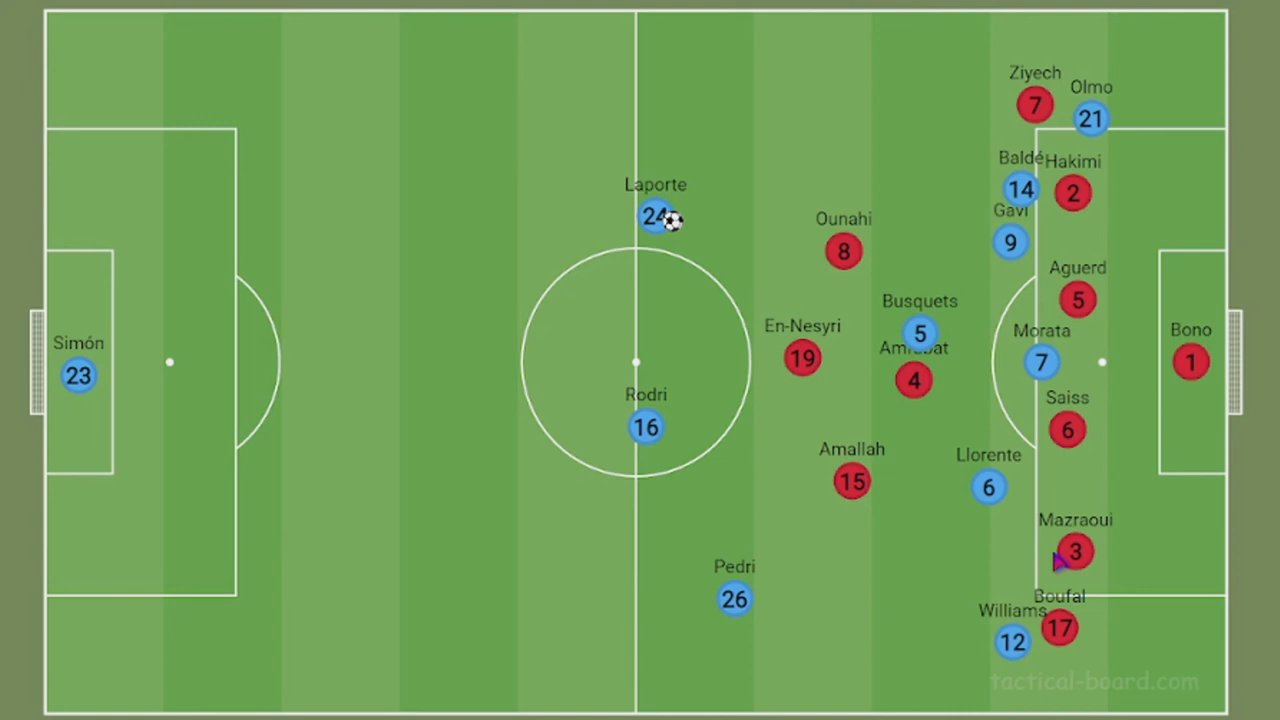 Ziyech
7
Olmo
21
Baldé
14
Hakimi
2
Laporte
24
Gavi
9
Ounahi
8
Aguerd
5
Busquets
5
En-Nesyri
19
Amrabat
4
Morata
7
Bono
1
Simón
23
Rodri
16
Saiss
6
Amallah
15
Llorente
6
Mazraoui
3
Pedri
26
Boufal
17
Williams
12
tactical-board.com